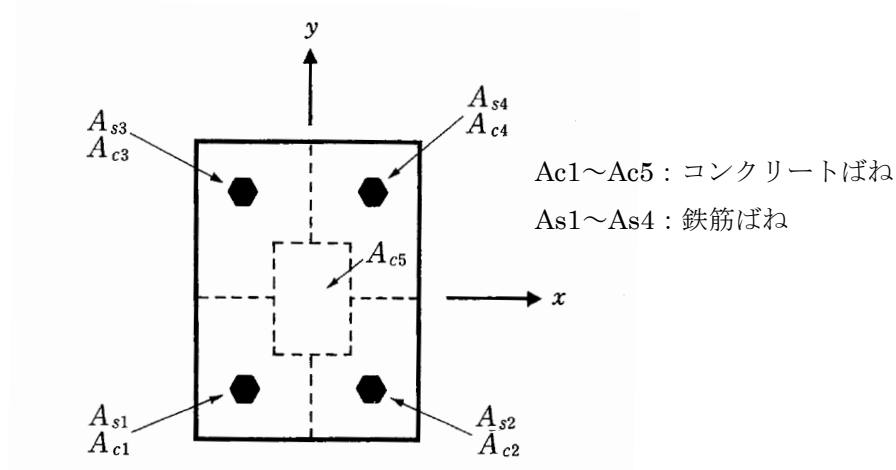 y
As3
Ac3
As4
Ac4
Ac1～Ac5：コンクリートばね
As1～As4：鉄筋ばね
Ac5
x
As1
Ac1
As2
Ac2